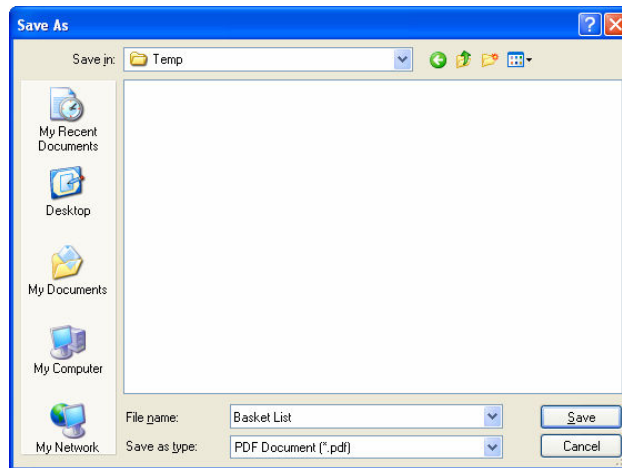 Save As
Save in: Temp
My Recent
Documents
Desktop
My Documents
My Computer
My Network
File name: Basket List Save
Save as type: PDF Document (*.pdf) Cancel